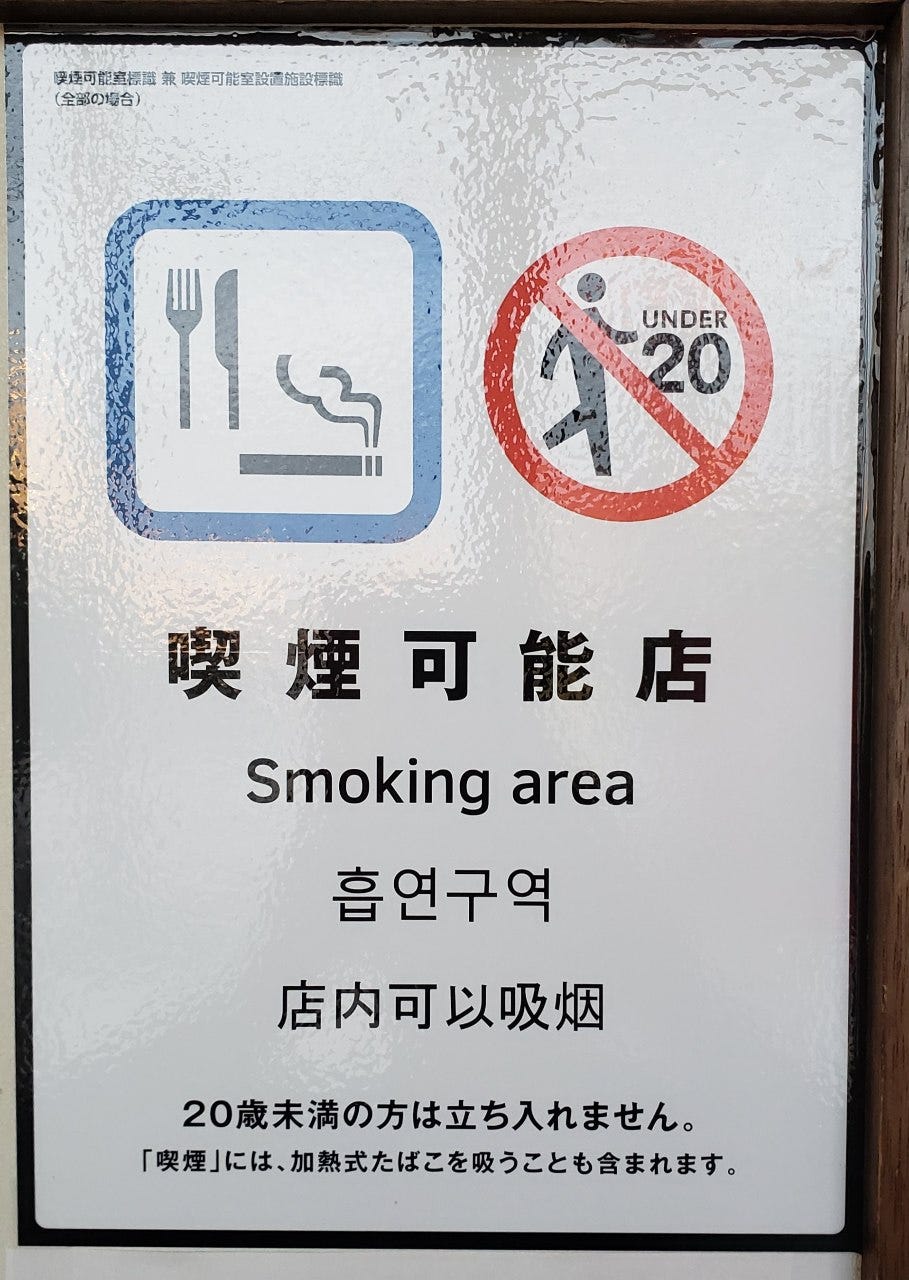 喫煙可能室標識 兼 喫煙可能室設置施設標識
(全部の場合)
UNDER
20
喫煙可能店
Smoking area
흡연구역
店内可以吸烟
20歳未満の方は立ち入れません。
「喫煙」には、加熱式たばこを吸うことも含まれます。